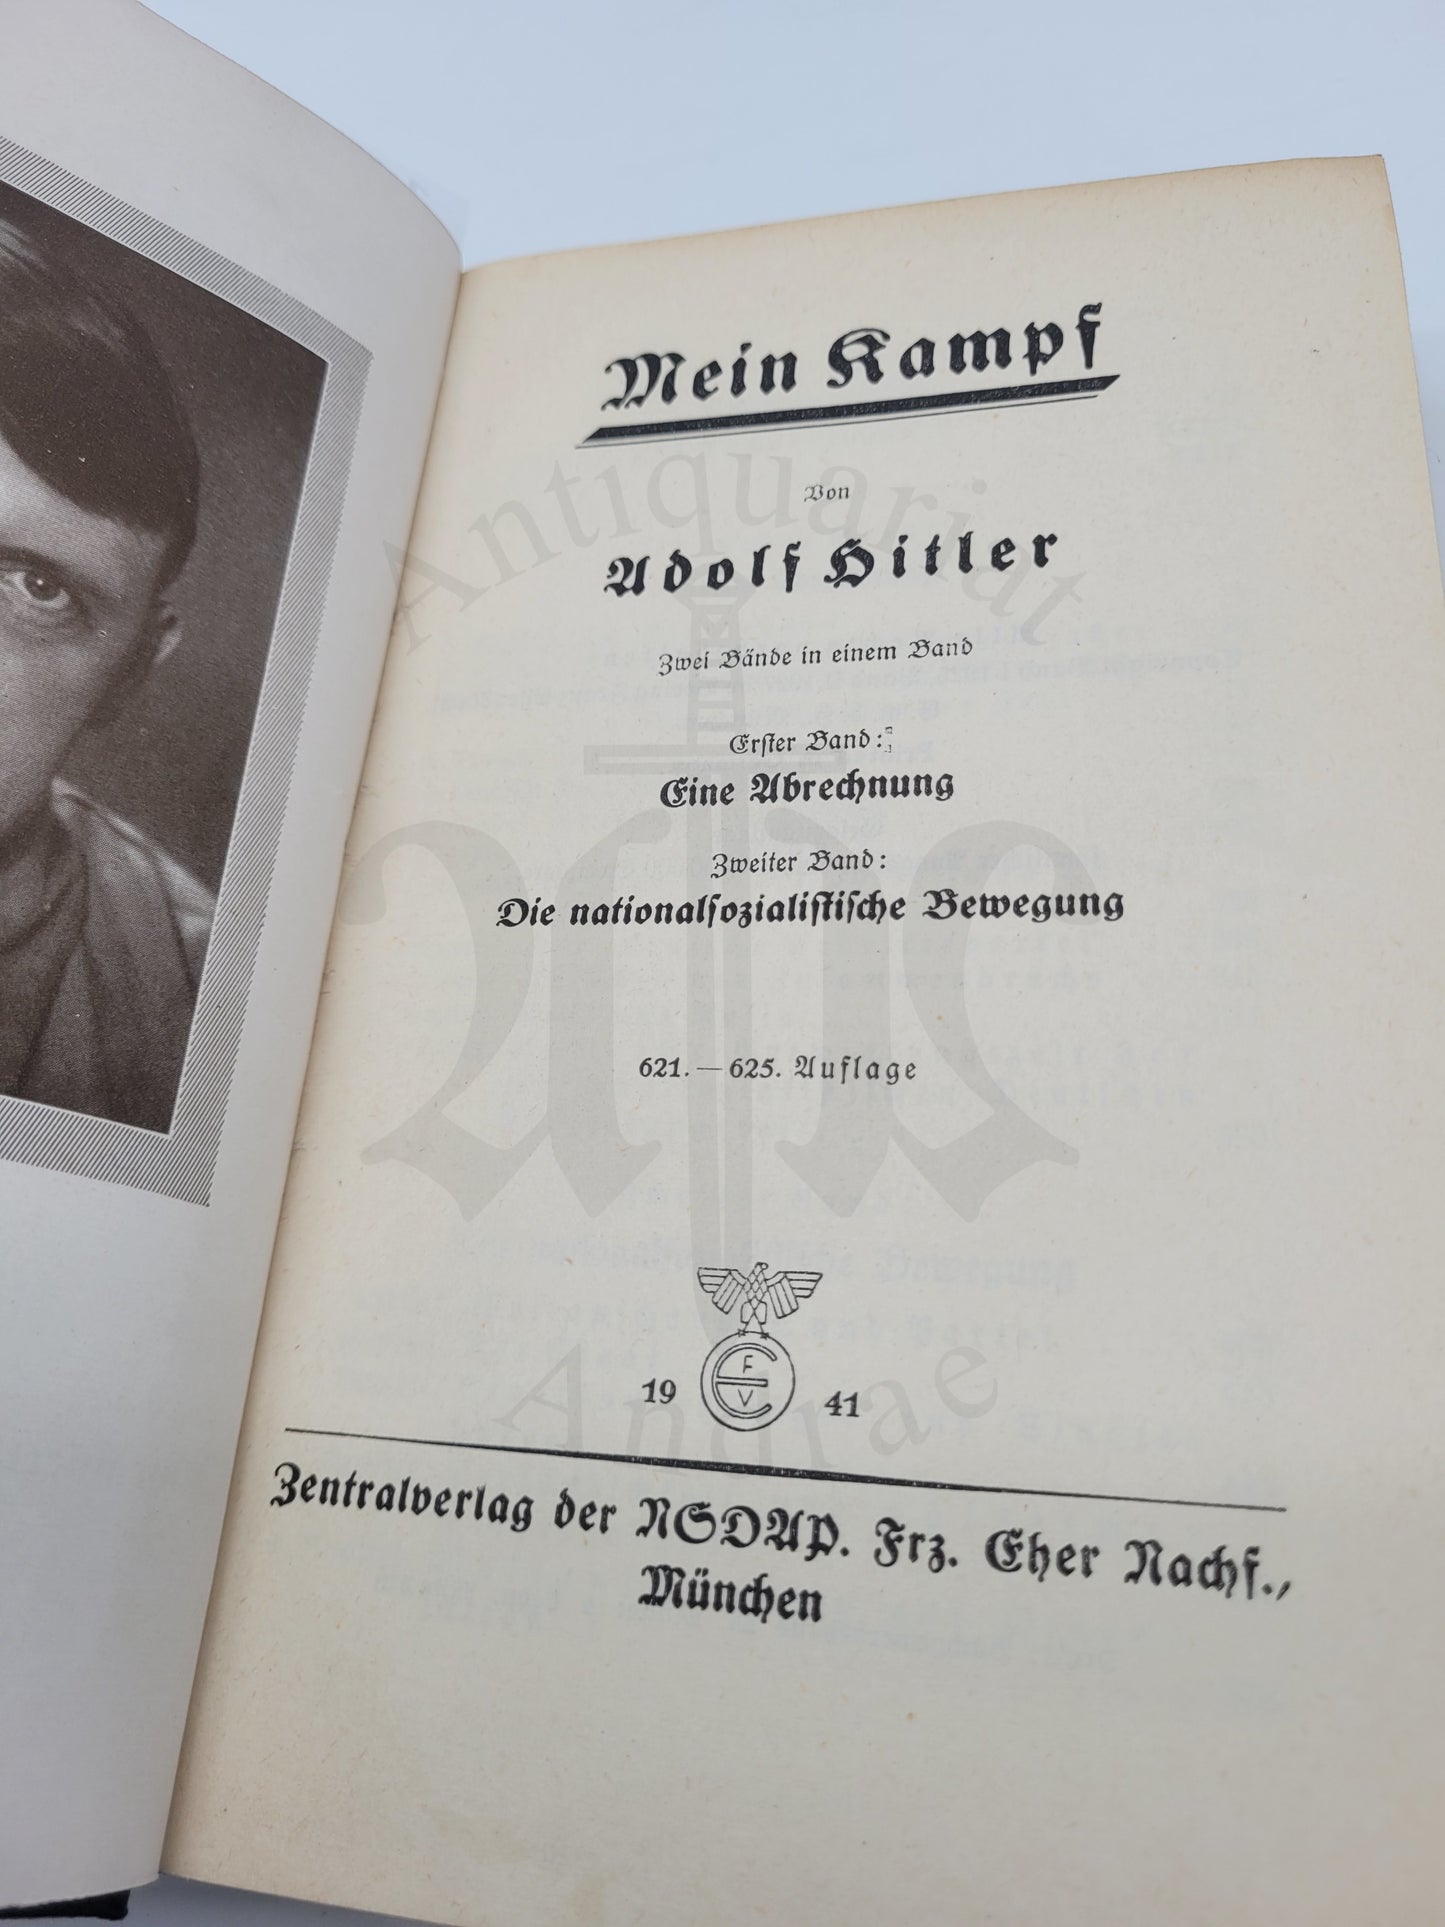 Mein Kampf
Von
Adolf Hitler
Zwei Bände in einem Band
Erster Band:
Eine Abrechnung
Zweiter Band:
Die nationalsozialistische Bewegung
621.—625. Auflage
F
E
V
19 41
Zentralverlag der NSDAP. Frz. Eher Nachf.,
München
Antiquariat
Andrae